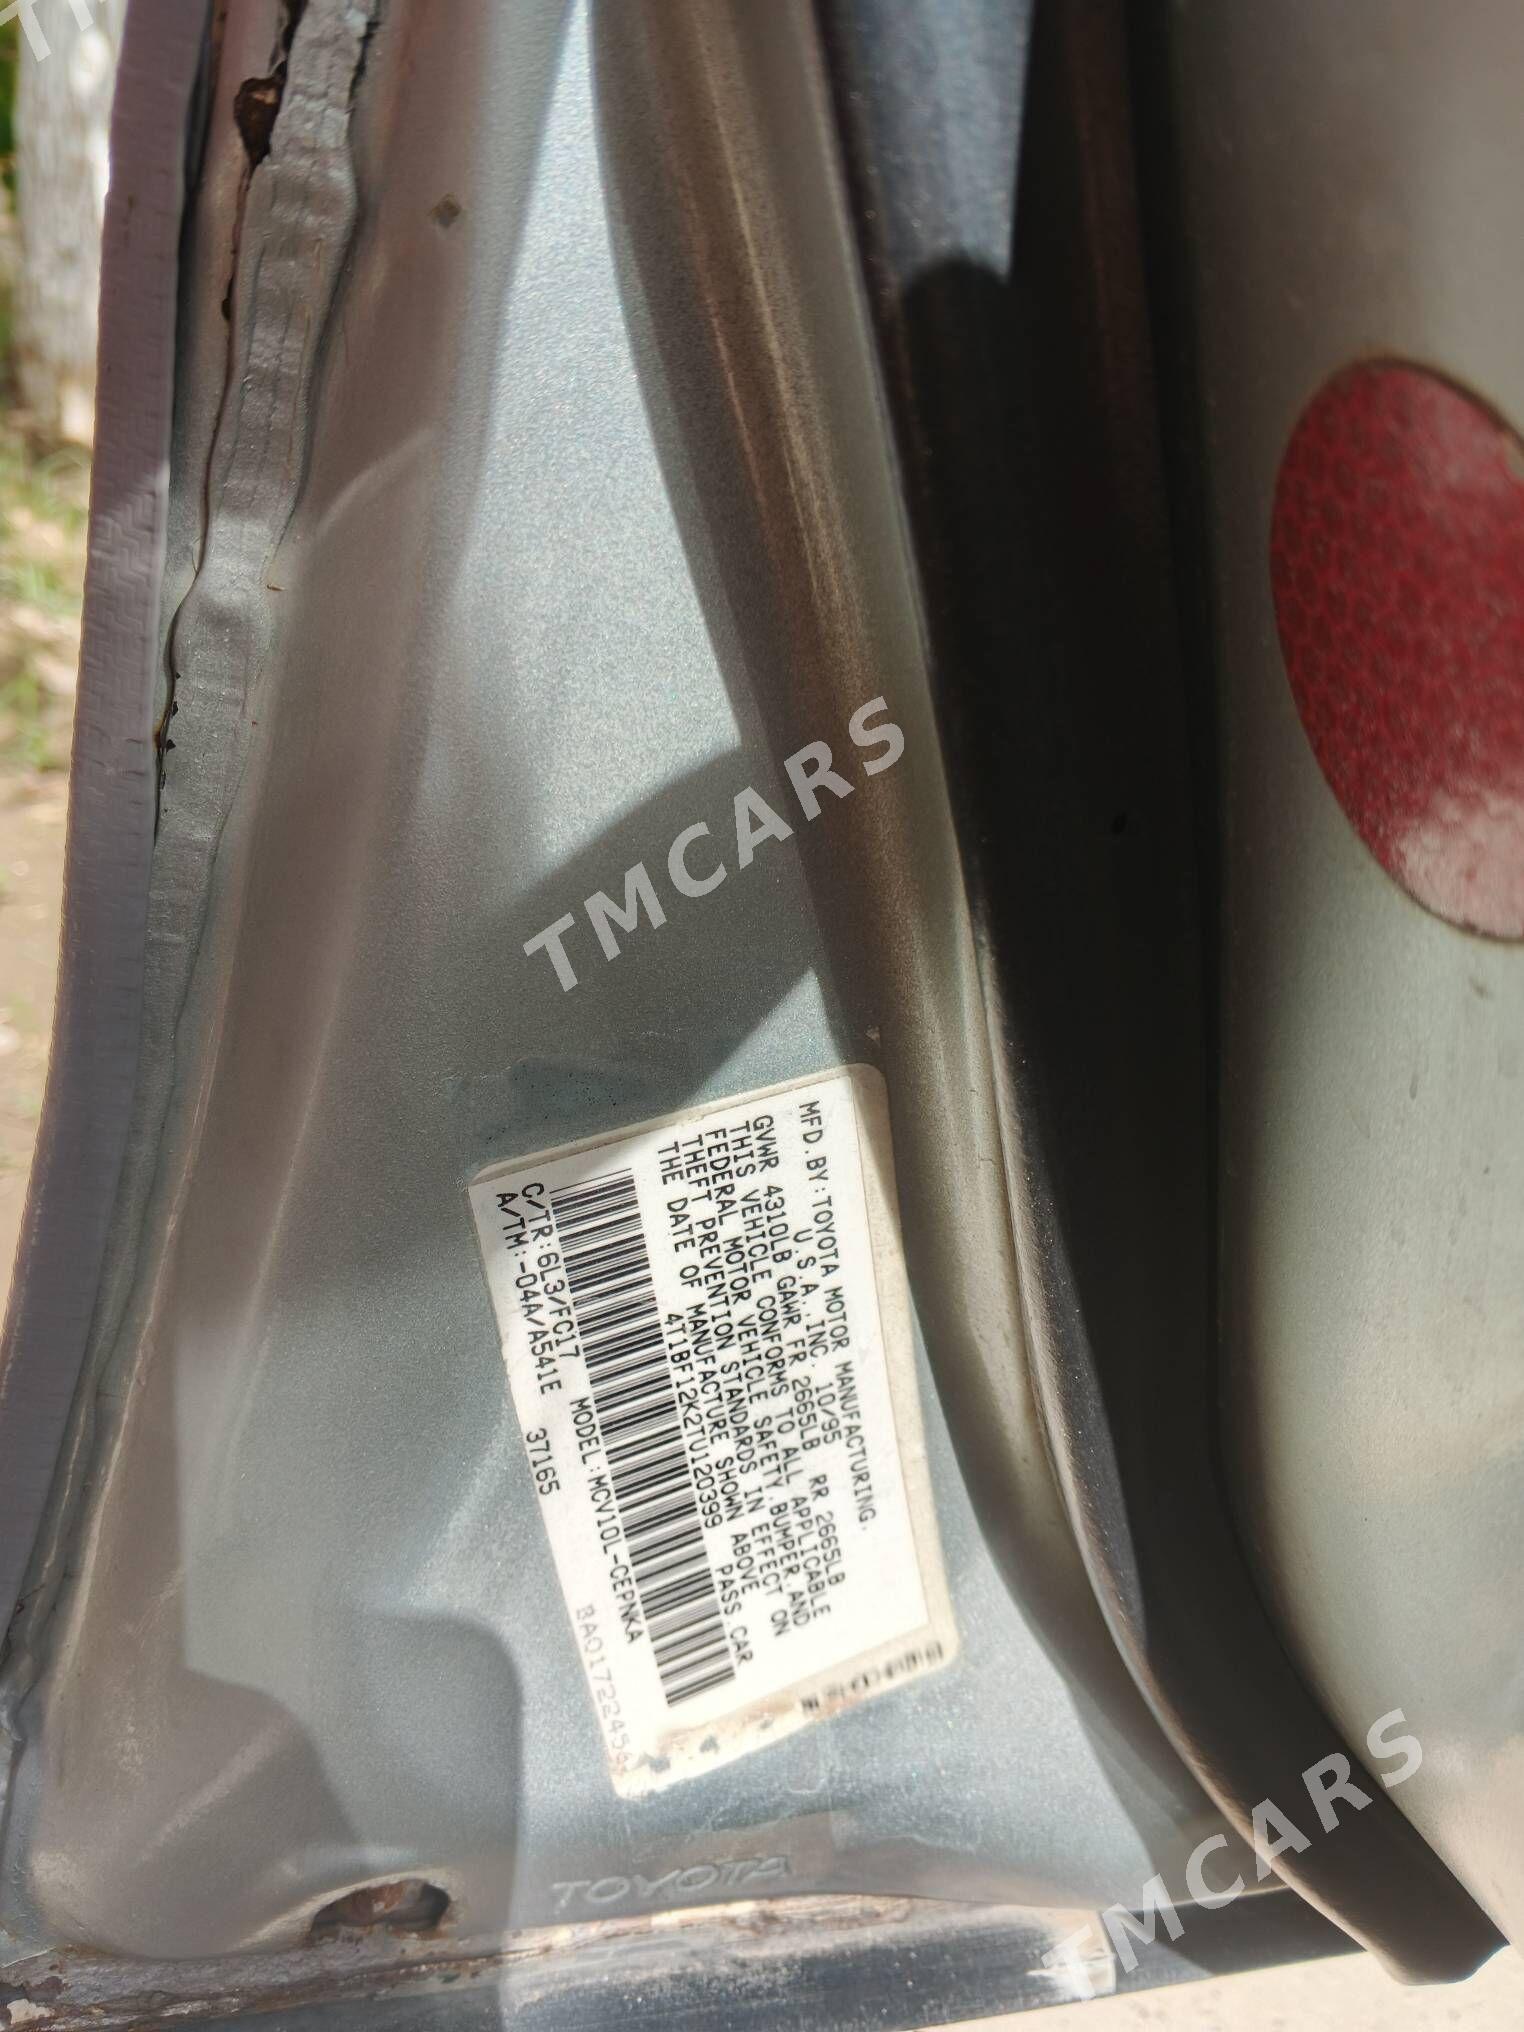 MFD.BY:TOYOTA MOTOR MANUFACTURING.
U.S.A.,INC. 10/95
GVWR 4310LB GAWR FR 2665LB RR 2665LB
THIS VEHICLE CONFORMS TO ALL APPLICABLE
FEDERAL MOTOR VEHICLE SAFETY.BUMPER.AND
THEFT PREVENTION STANDARDS IN EFFECT ON
THE DATE OF MANUFACTURE SHOWN ABOVE
4T1BF12K2TU120399 PASS.CAR
C/TR:6L3/FC17 MODEL:MCV10L-CEPNKA
A/TM:-04A/A541E 37165
TOYOTA
TMCARS
TMCARS